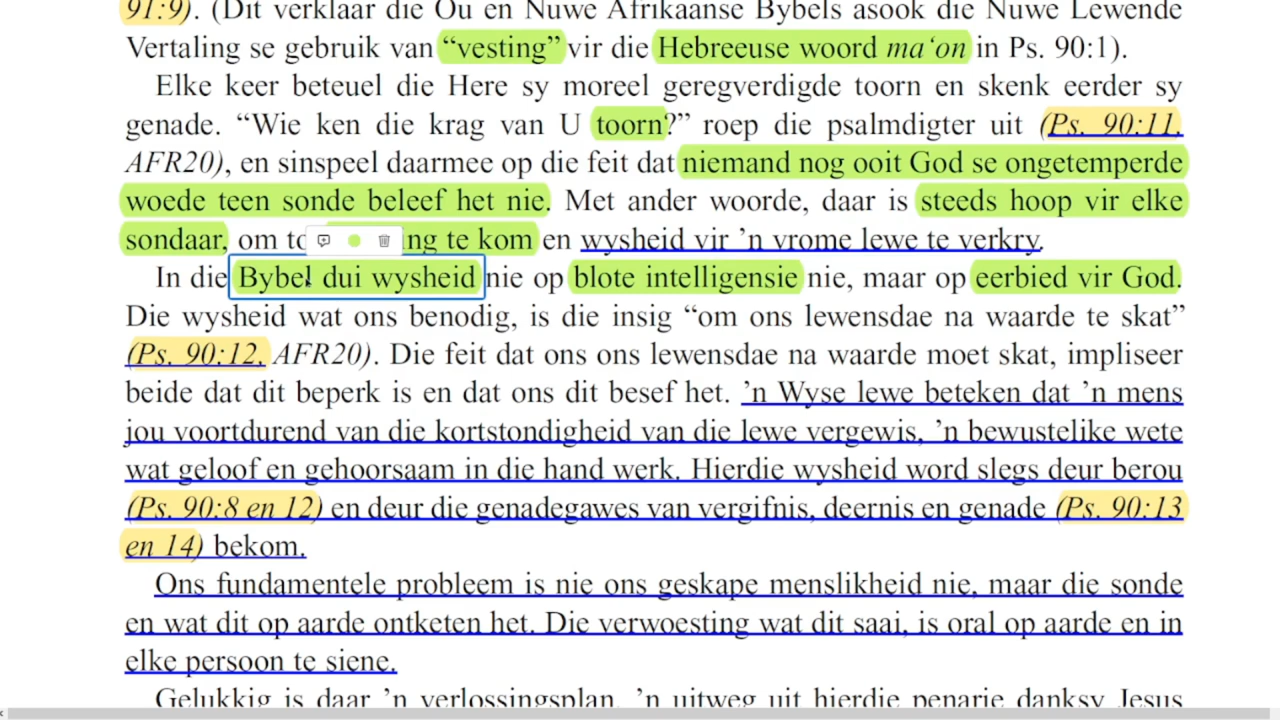 91:9). (Dit verklaar die Ou en Nuwe Afrikaanse Bybels asook die Nuwe Lewende
Vertaling se gebruik van “vesting” vir die Hebreeuse woord ma‘on in Ps. 90:1).
Elke keer beteuel die Here sy moreel geregverdigde toorn en skenk eerder sy
genade. “Wie ken die krag van U toorn?” roep die psalmdigter uit (Ps. 90:11,
AFR20), en sinspeel daarmee op die feit dat niemand nog ooit God se ongetemperde
woede teen sonde beleef het nie. Met ander woorde, daar is steeds hoop vir elke
sondaar, om to ing te kom en wysheid vir ’n vrome lewe te verkry.
In die Bybel dui wysheid nie op blote intelligensie nie, maar op eerbied vir God.
Die wysheid wat ons benodig, is die insig “om ons lewensdae na waarde te skat”
(Ps. 90:12, AFR20). Die feit dat ons ons lewensdae na waarde moet skat, impliseer
beide dat dit beperk is en dat ons dit besef het. ’n Wyse lewe beteken dat ’n mens
jou voortdurend van die kortstondigheid van die lewe vergewis, ’n bewustelike wete
wat geloof en gehoorsaam in die hand werk. Hierdie wysheid word slegs deur berou
(Ps. 90:8 en 12) en deur die genadegawes van vergifnis, deernis en genade (Ps. 90:13
en 14) bekom.
Ons fundamentele probleem is nie ons geskape menslikheid nie, maar die sonde
en wat dit op aarde ontketen het. Die verwoesting wat dit saai, is oral op aarde en in
elke persoon te siene.
Gelukkig is daar ’n verlossingsplan, ’n uitweg uit hierdie penarie danksy Jesus